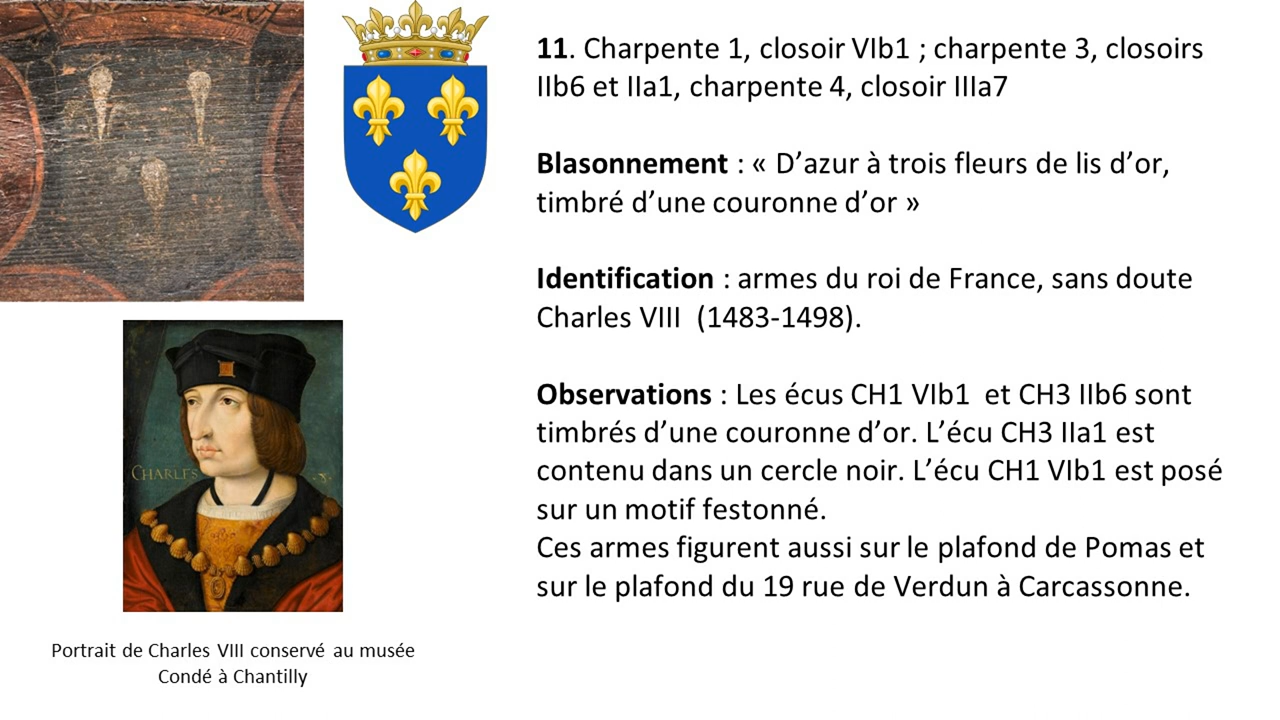 11. Charpente 1, closoir VIb1 ; charpente 3, closoirs
IIb6 et IIa1, charpente 4, closoir IIIa7
Blasonnement : « D’azur à trois fleurs de lis d’or,
timbré d’une couronne d’or »
Identification : armes du roi de France, sans doute
Charles VIII (1483-1498).
Observations : Les écus CH1 VIb1 et CH3 IIb6 sont
timbrés d’une couronne d’or. L’écu CH3 IIa1 est
contenu dans un cercle noir. L’écu CH1 VIb1 est posé
sur un motif festonné.
Ces armes figurent aussi sur le plafond de Pomas et
sur le plafond du 19 rue de Verdun à Carcassonne.
CHARLES
Portrait de Charles VIII conservé au musée
Condé à Chantilly